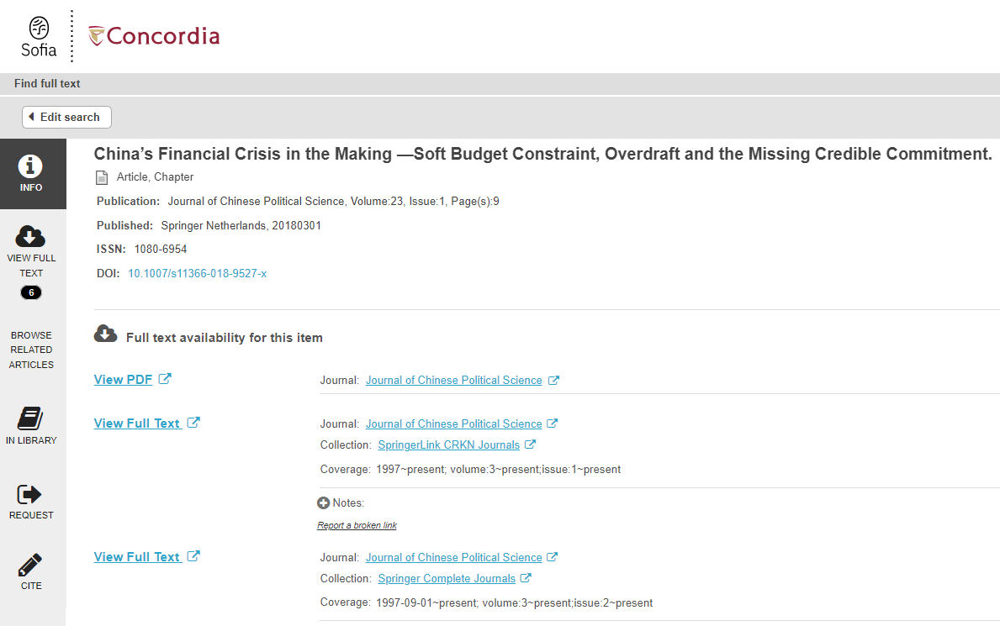 Sofia
Concordia
Find full text
Edit search
INFO
VIEW FULL
TEXT
6
BROWSE
RELATED
ARTICLES
IN LIBRARY
REQUEST
CITE
China’s Financial Crisis in the Making —Soft Budget Constraint, Overdraft and the Missing Credible Commitment.
Article, Chapter
Publication: Journal of Chinese Political Science, Volume:23, Issue:1, Page(s):9
Published: Springer Netherlands, 20180301
ISSN: 1080-6954
DOI: 10.1007/s11366-018-9527-x
Full text availability for this item
View PDF Journal: Journal of Chinese Political Science
View Full Text Journal: Journal of Chinese Political Science
Collection: SpringerLink CRKN Journals
Coverage: 1997~present; volume:3~present;issue:1~present
Notes:
Report a broken link
View Full Text Journal: Journal of Chinese Political Science
Collection: Springer Complete Journals
Coverage: 1997-09-01~present; volume:3~present;issue:2~present